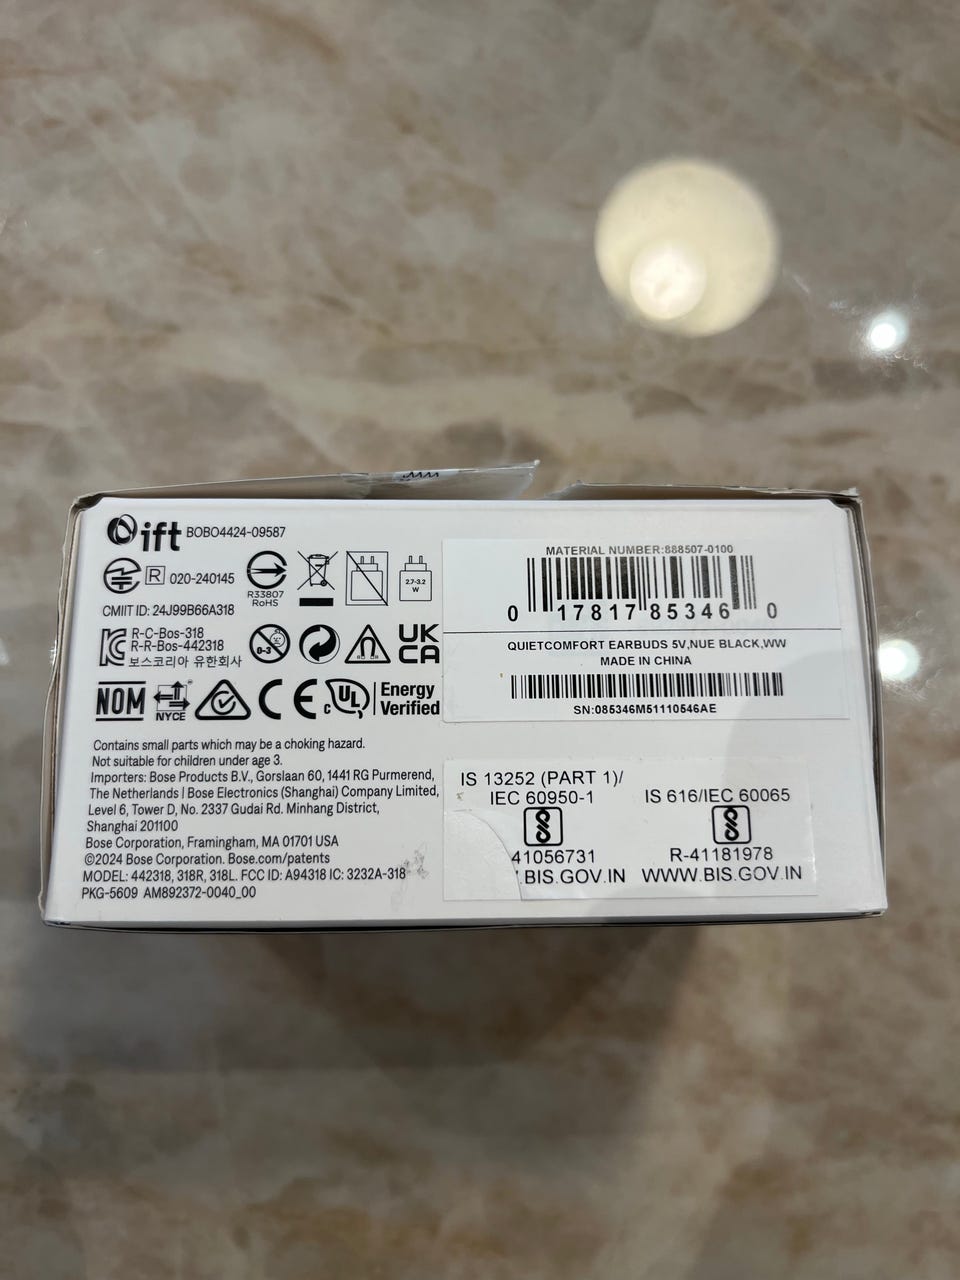 ift BOBO4424-09587
R 020-240145
R33807
RoHS
2.7-3.2
W
CMIIT ID: 24J99B66A318
R-C-Bos-318
R-R-Bos-442318
보스코리아 유한회사
0-3
UK
CA
NOM
NYCE
CE
c UL
Energy
Verified
Contains small parts which may be a choking hazard.
Not suitable for children under age 3.
Importers: Bose Products B.V., Gorslaan 60, 1441 RG Purmerend,
The Netherlands | Bose Electronics (Shanghai) Company Limited,
Level 6, Tower D, No. 2337 Gudai Rd. Minhang District,
Shanghai 201100
Bose Corporation, Framingham, MA 01701 USA
©2024 Bose Corporation. Bose.com/patents
MODEL: 442318, 318R, 318L. FCC ID: A94318 IC: 3232A-318
PKG-5609 AM892372-0040_00
MATERIAL NUMBER:888507-0100
0 17817 85346 0
QUIETCOMFORT EARBUDS 5V,NUE BLACK,WW
MADE IN CHINA
SN:085346M51110546AE
IS 13252 (PART 1)/
IEC 60950-1
41056731
.BIS.GOV.IN
IS 616/IEC 60065
R-41181978
WWW.BIS.GOV.IN